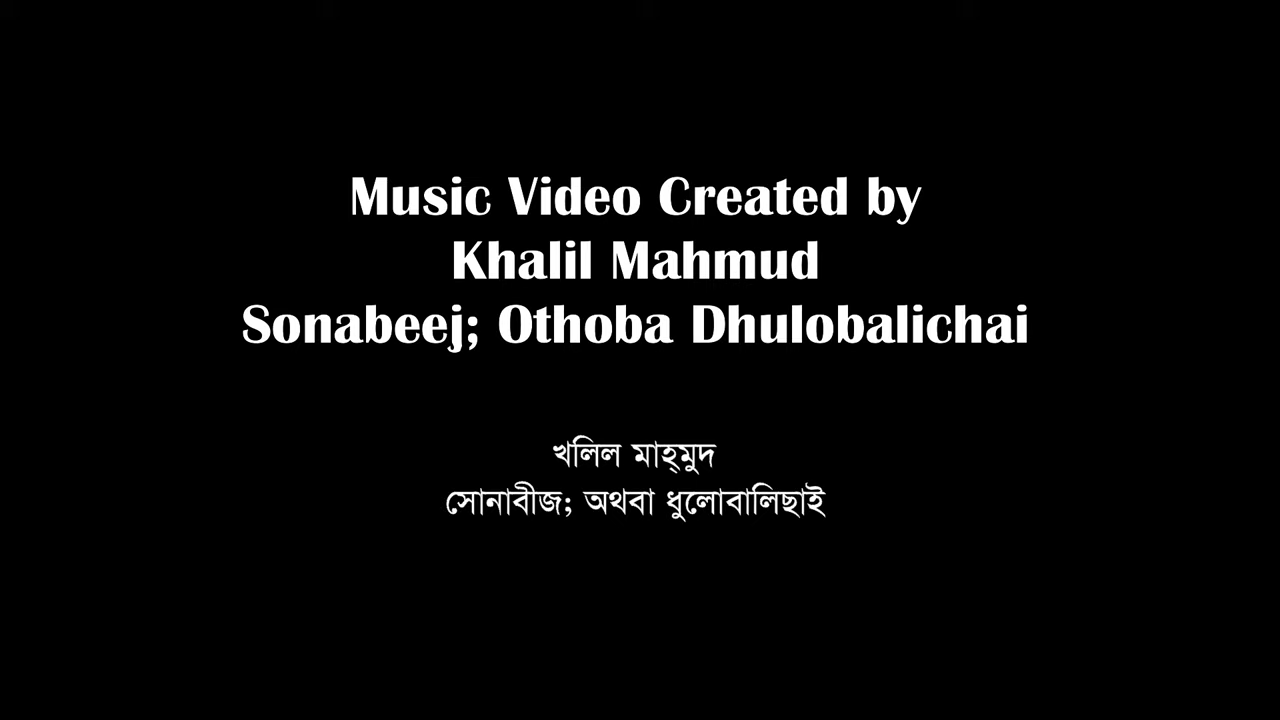 Music Video Created by
Khalil Mahmud
Sonabeej; Othoba Dhulobalichai
খলিল মাহ্‌মুদ
সোনাবীজ; অথবা ধুলোবালিছাই